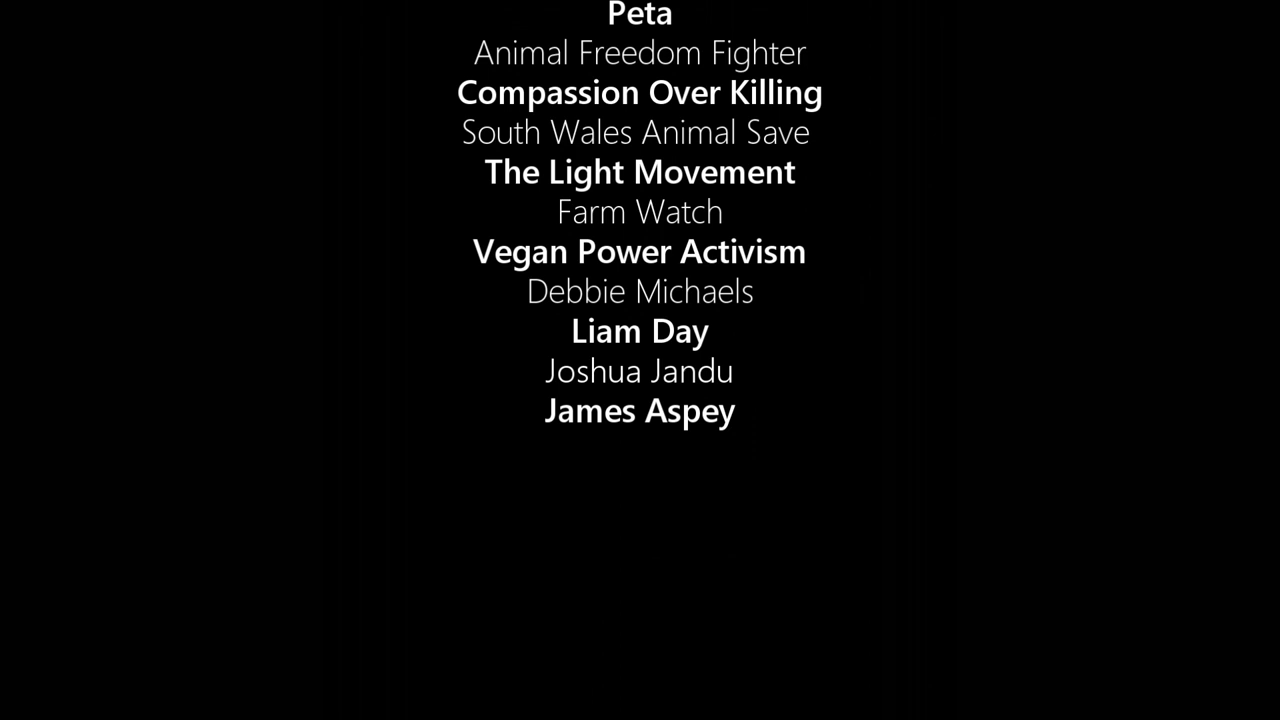 Peta
Animal Freedom Fighter
Compassion Over Killing
South Wales Animal Save
The Light Movement
Farm Watch
Vegan Power Activism
Debbie Michaels
Liam Day
Joshua Jandu
James Aspey